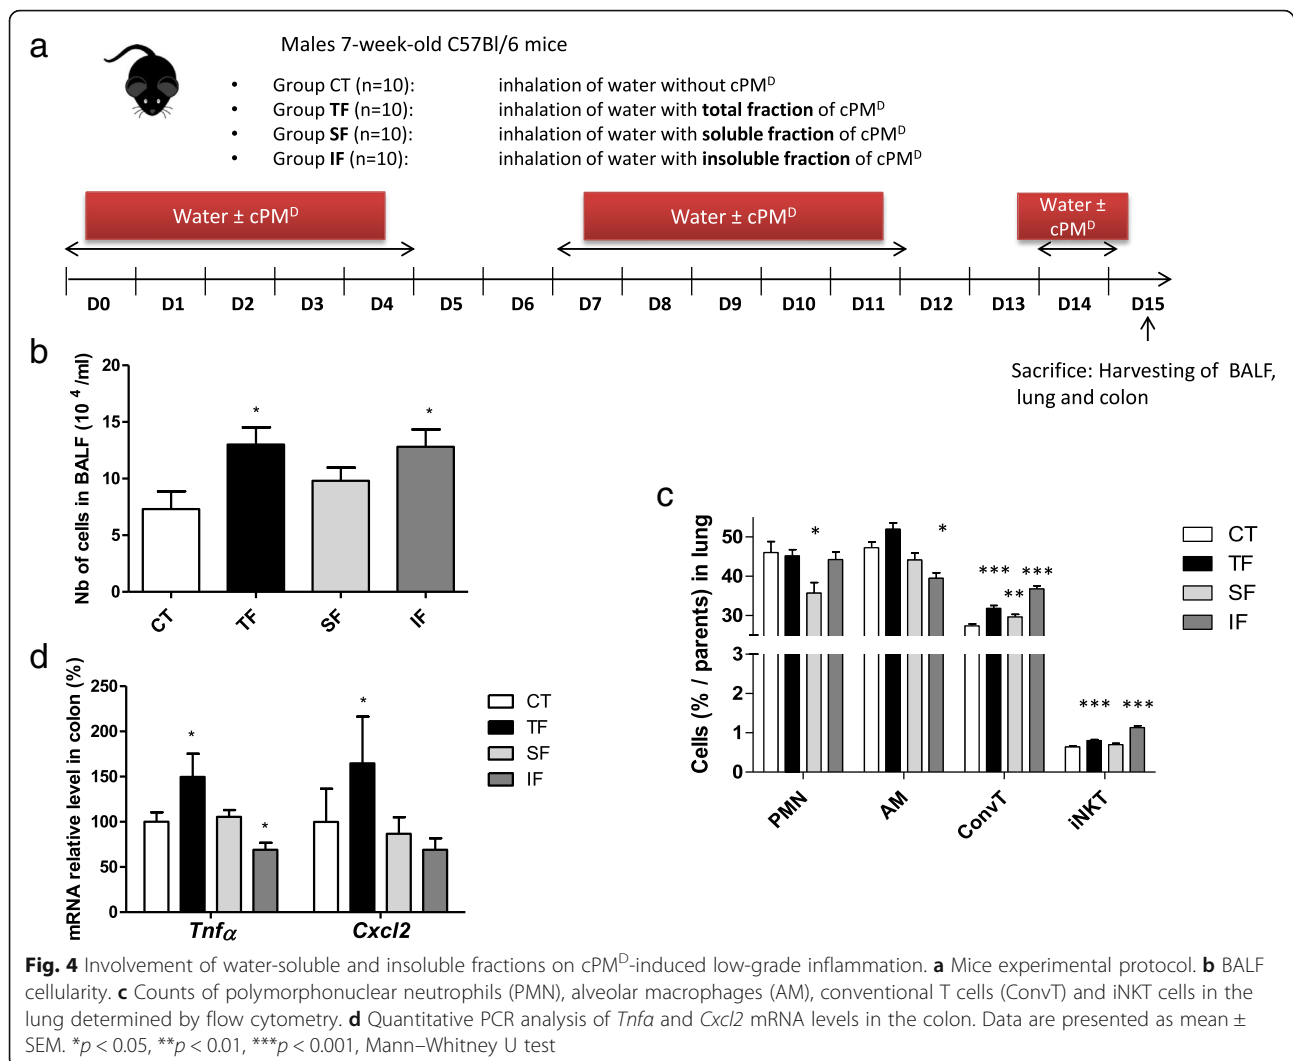 a
Males 7-week-old C57Bl/6 mice
• Group CT (n=10): inhalation of water without cPMᴰ
• Group TF (n=10): inhalation of water with total fraction of cPMᴰ
• Group SF (n=10): inhalation of water with soluble fraction of cPMᴰ
• Group IF (n=10): inhalation of water with insoluble fraction of cPMᴰ
Water ± cPMᴰ
Water ± cPMᴰ
Water ±
cPMᴰ
D0 D1 D2 D3 D4 D5 D6 D7 D8 D9 D10 D11 D12 D13 D14 D15
Sacrifice: Harvesting of BALF,
lung and colon
b
Nb of cells in BALF (10 ⁴ /ml)
20
15
10
5
0
* *
CT TF SF IF
c
Cells (% / parents) in lung
50
40
30
3
2
1
0
* * *** ** *** *** ***
PMN AM ConvT iNKT
CT
TF
SF
IF
d
mRNA relative level in colon (%)
250
200
150
100
50
0
* * *
Tnfα Cxcl2
CT
TF
SF
IF
Fig. 4 Involvement of water-soluble and insoluble fractions on cPMᴰ-induced low-grade inflammation. a Mice experimental protocol. b BALF
cellularity. c Counts of polymorphonuclear neutrophils (PMN), alveolar macrophages (AM), conventional T cells (ConvT) and iNKT cells in the
lung determined by flow cytometry. d Quantitative PCR analysis of Tnfα and Cxcl2 mRNA levels in the colon. Data are presented as mean ±
SEM. *p < 0.05, **p < 0.01, ***p < 0.001, Mann–Whitney U test